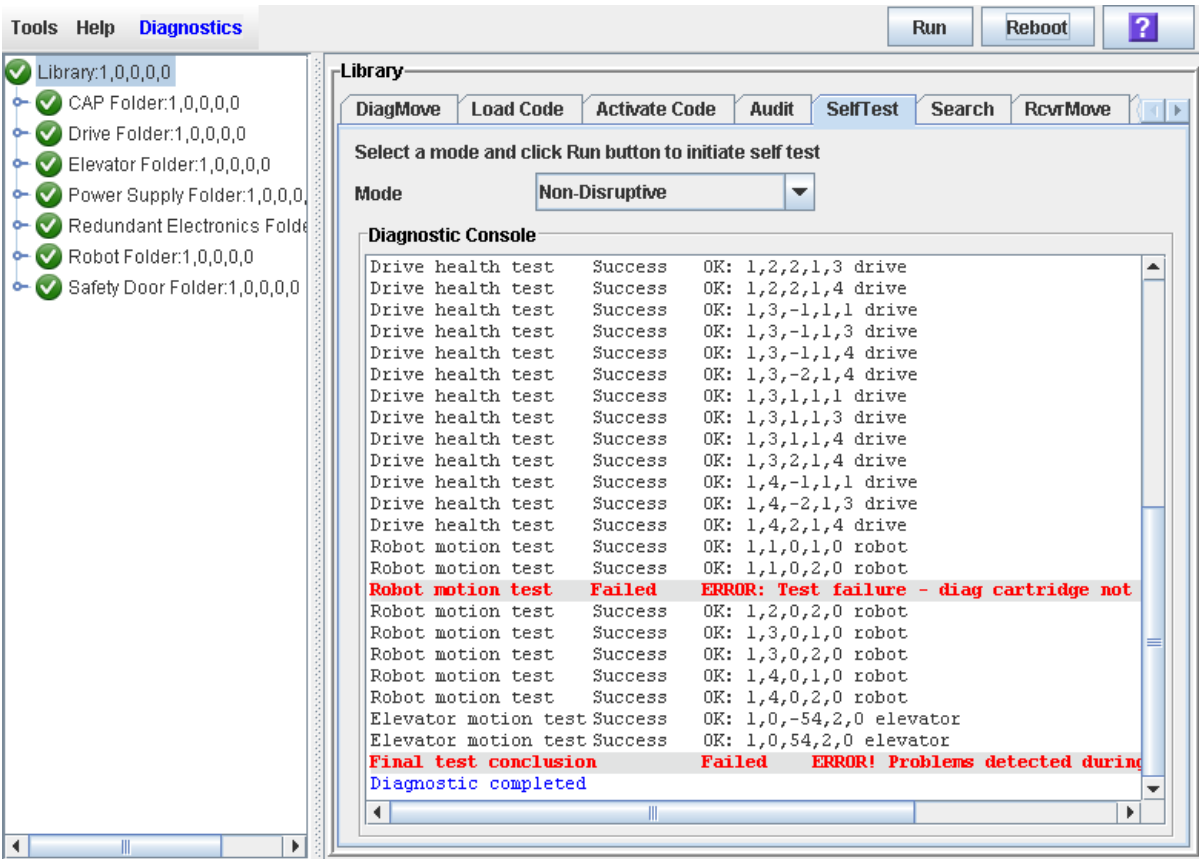 Tools Help Diagnostics
Run Reboot ?
Library:1,0,0,0,0
CAP Folder:1,0,0,0,0
Drive Folder:1,0,0,0,0
Elevator Folder:1,0,0,0,0
Power Supply Folder:1,0,0,0,
Redundant Electronics Folde
Robot Folder:1,0,0,0,0
Safety Door Folder:1,0,0,0,0
Library
DiagMove Load Code Activate Code Audit SelfTest Search RcvrMove
Select a mode and click Run button to initiate self test
Mode Non-Disruptive
Diagnostic Console
Drive health test Success OK: 1,2,2,1,3 drive
Drive health test Success OK: 1,2,2,1,4 drive
Drive health test Success OK: 1,3,-1,1,1 drive
Drive health test Success OK: 1,3,-1,1,3 drive
Drive health test Success OK: 1,3,-1,1,4 drive
Drive health test Success OK: 1,3,-2,1,4 drive
Drive health test Success OK: 1,3,1,1,1 drive
Drive health test Success OK: 1,3,1,1,3 drive
Drive health test Success OK: 1,3,1,1,4 drive
Drive health test Success OK: 1,3,2,1,4 drive
Drive health test Success OK: 1,4,-1,1,1 drive
Drive health test Success OK: 1,4,-2,1,3 drive
Drive health test Success OK: 1,4,2,1,4 drive
Robot motion test Success OK: 1,1,0,1,0 robot
Robot motion test Success OK: 1,1,0,2,0 robot
Robot motion test Failed ERROR: Test failure - diag cartridge not
Robot motion test Success OK: 1,2,0,2,0 robot
Robot motion test Success OK: 1,3,0,1,0 robot
Robot motion test Success OK: 1,3,0,2,0 robot
Robot motion test Success OK: 1,4,0,1,0 robot
Robot motion test Success OK: 1,4,0,2,0 robot
Elevator motion test Success OK: 1,0,-54,2,0 elevator
Elevator motion test Success OK: 1,0,54,2,0 elevator
Final test conclusion Failed ERROR! Problems detected during
Diagnostic completed